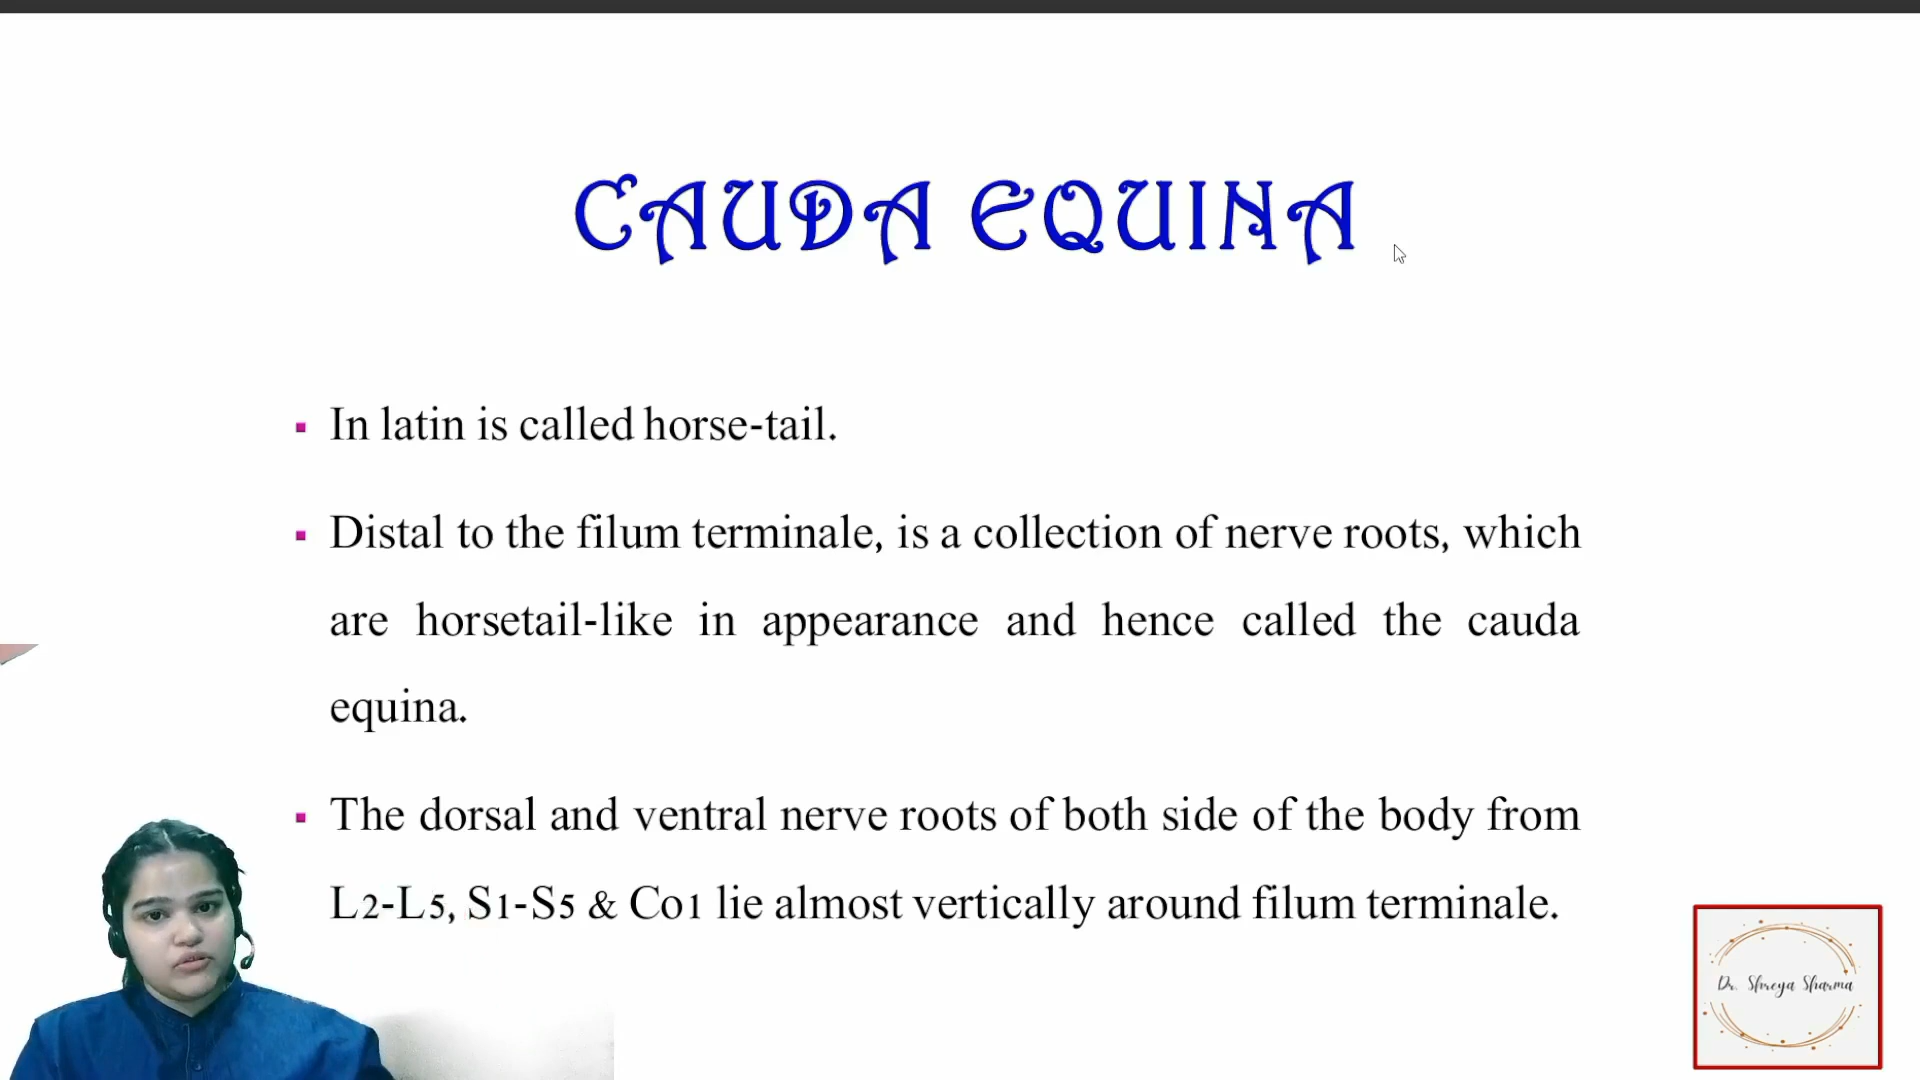 CAUDA EQUINA
In latin is called horse-tail.
Distal to the filum terminale, is a collection of nerve roots, which
are horsetail-like in appearance and hence called the cauda
equina.
The dorsal and ventral nerve roots of both side of the body from
L2-L5, S1-S5 & Co1 lie almost vertically around filum terminale.
Dr. Shreya Sharma